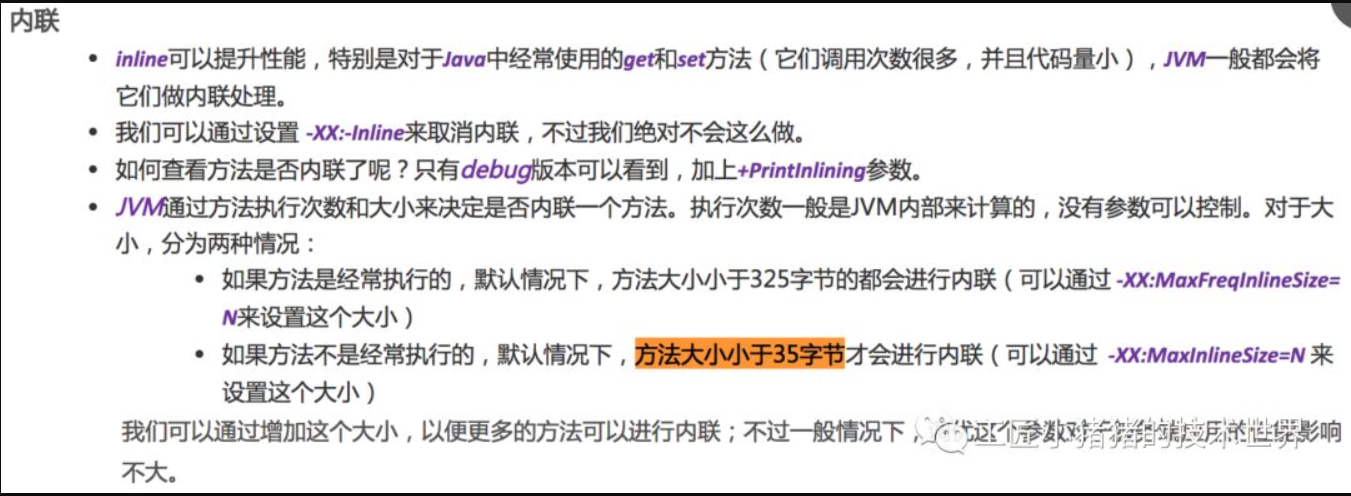 内联
• inline可以提升性能，特别是对于Java中经常使用的get和set方法（它们调用次数很多，并且代码量小），JVM一般都会将
它们做内联处理。
• 我们可以通过设置 -XX:-Inline来取消内联，不过我们绝对不会这么做。
• 如何查看方法是否内联了呢？只有debug版本可以看到，加上+PrintInlining参数。
• JVM通过方法执行次数和大小来决定是否内联一个方法。执行次数一般是JVM内部来计算的，没有参数可以控制。对于大
小，分为两种情况：
• 如果方法是经常执行的，默认情况下，方法大小小于325字节的都会进行内联（可以通过 -XX:MaxFreqInlineSize=
N来设置这个大小）
• 如果方法不是经常执行的，默认情况下，方法大小小于35字节才会进行内联（可以通过 -XX:MaxInlineSize=N 来
设置这个大小）
我们可以通过增加这个大小，以便更多的方法可以进行内联；不过一般情况下，优这个参数对 的性能影响
不大。
工匠小猪猪的技术世界